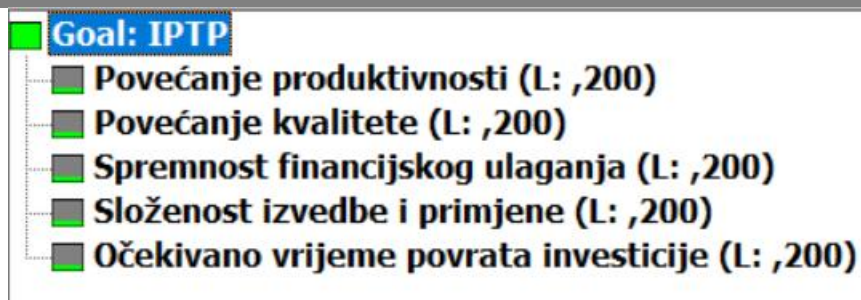 Goal: IPTP
Povećanje produktivnosti (L: ,200)
Povećanje kvalitete (L: ,200)
Spremnost financijskog ulaganja (L: ,200)
Složenost izvedbe i primjene (L: ,200)
Očekivano vrijeme povrata investicije (L: ,200)